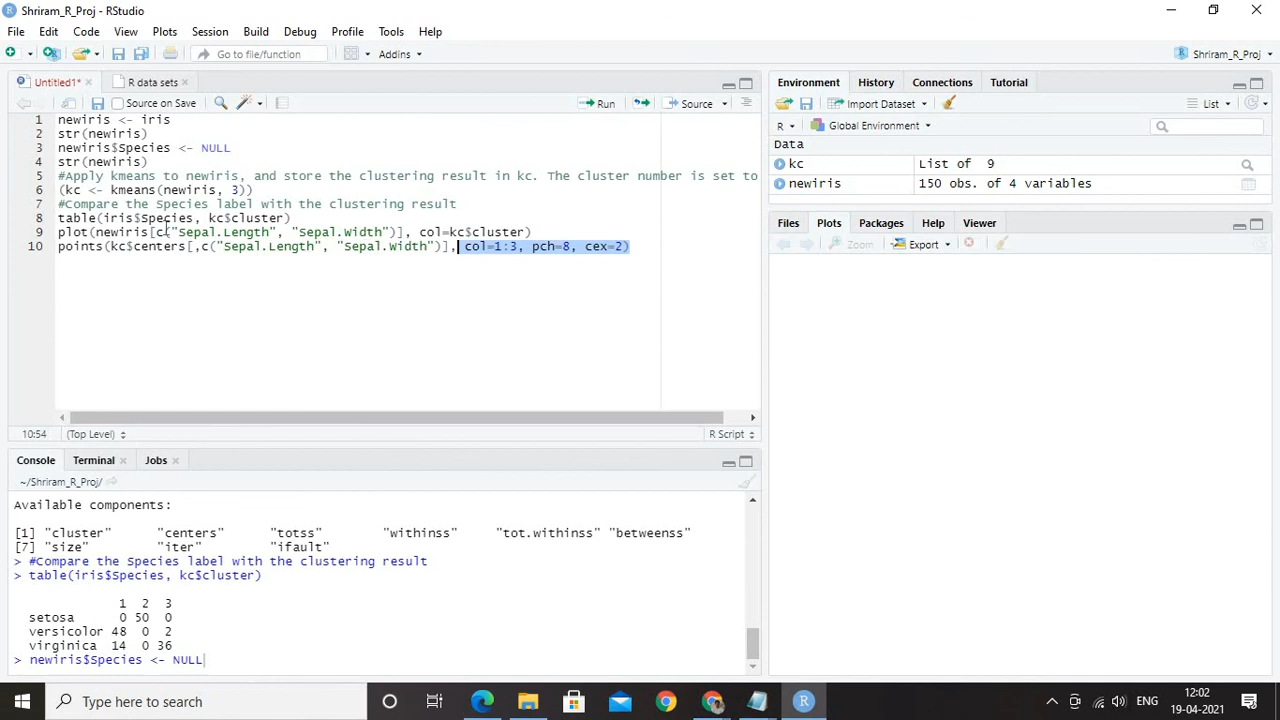 Shriram_R_Proj - RStudio
File Edit Code View Plots Session Build Debug Profile Tools Help
Go to file/function Addins Shriram_R_Proj
Untitled1* R data sets
Source on Save Run Source
1 newiris <- iris
2 str(newiris)
3 newiris$Species <- NULL
4 str(newiris)
5 #Apply kmeans to newiris, and store the clustering result in kc. The cluster number is set to
6 (kc <- kmeans(newiris, 3))
7 #Compare the Species label with the clustering result
8 table(iris$Species, kc$cluster)
9 plot(newiris[c("Sepal.Length", "Sepal.Width")], col=kc$cluster)
10 points(kc$centers[,c("Sepal.Length", "Sepal.Width")], col=1:3, pch=8, cex=2)
10:54 (Top Level) R Script
Console Terminal Jobs
~/Shriram_R_Proj/
Available components:
[1] "cluster" "centers" "totss" "withinss" "tot.withinss" "betweenss"
[7] "size" "iter" "ifault"
> #Compare the Species label with the clustering result
> table(iris$Species, kc$cluster)
1 2 3
setosa 0 50 0
versicolor 48 0 2
virginica 14 0 36
> newiris$Species <- NULL
Environment History Connections Tutorial
Import Dataset List
R Global Environment
Data
kc List of 9
newiris 150 obs. of 4 variables
Files Plots Packages Help Viewer
Zoom Export
Type here to search
ENG
12:02
19-04-2021